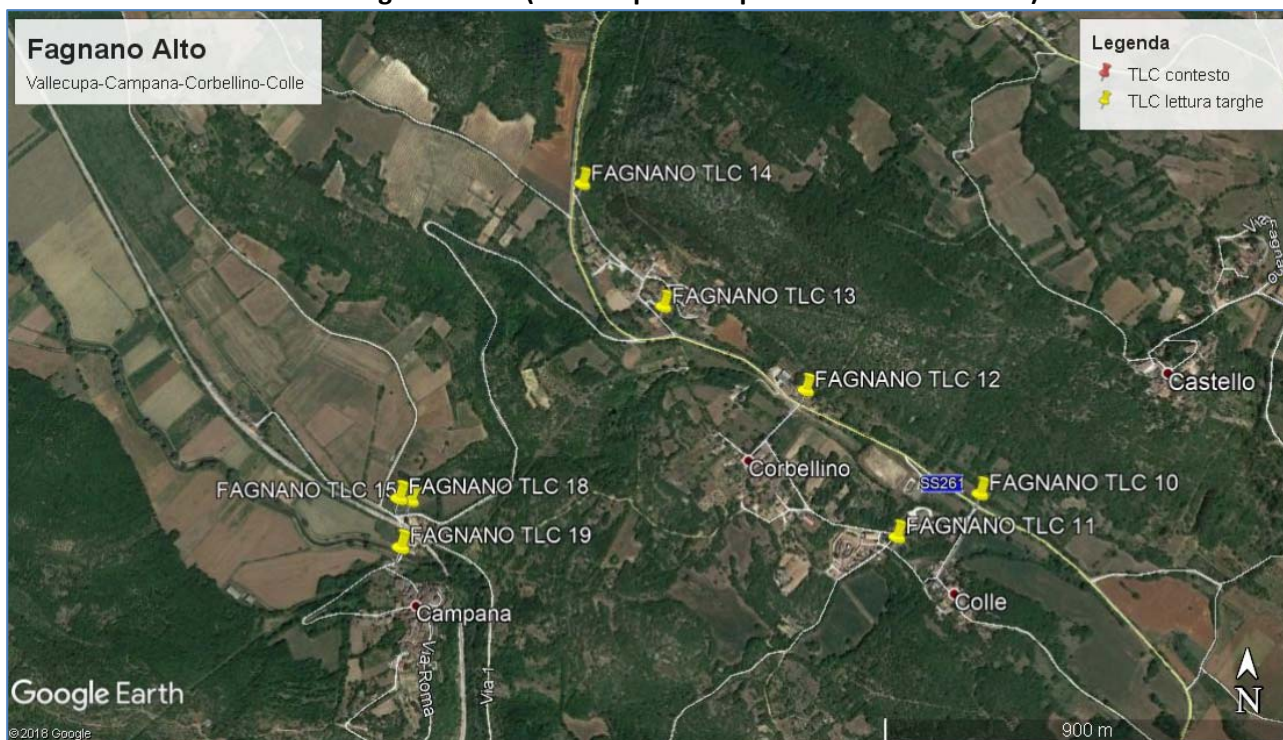 Fagnano Alto
Vallecupa-Campana-Corbellino-Colle
Legenda
TLC contesto
TLC lettura targhe
FAGNANO TLC 14
FAGNANO TLC 13
FAGNANO TLC 12
Castello
Corbellino
SS261
FAGNANO TLC 10
FAGNANO TLC 15
FAGNANO TLC 18
FAGNANO TLC 11
FAGNANO TLC 19
Colle
Campana
Via Roma
Via 1
Google Earth
©2018 Google
N
900 m